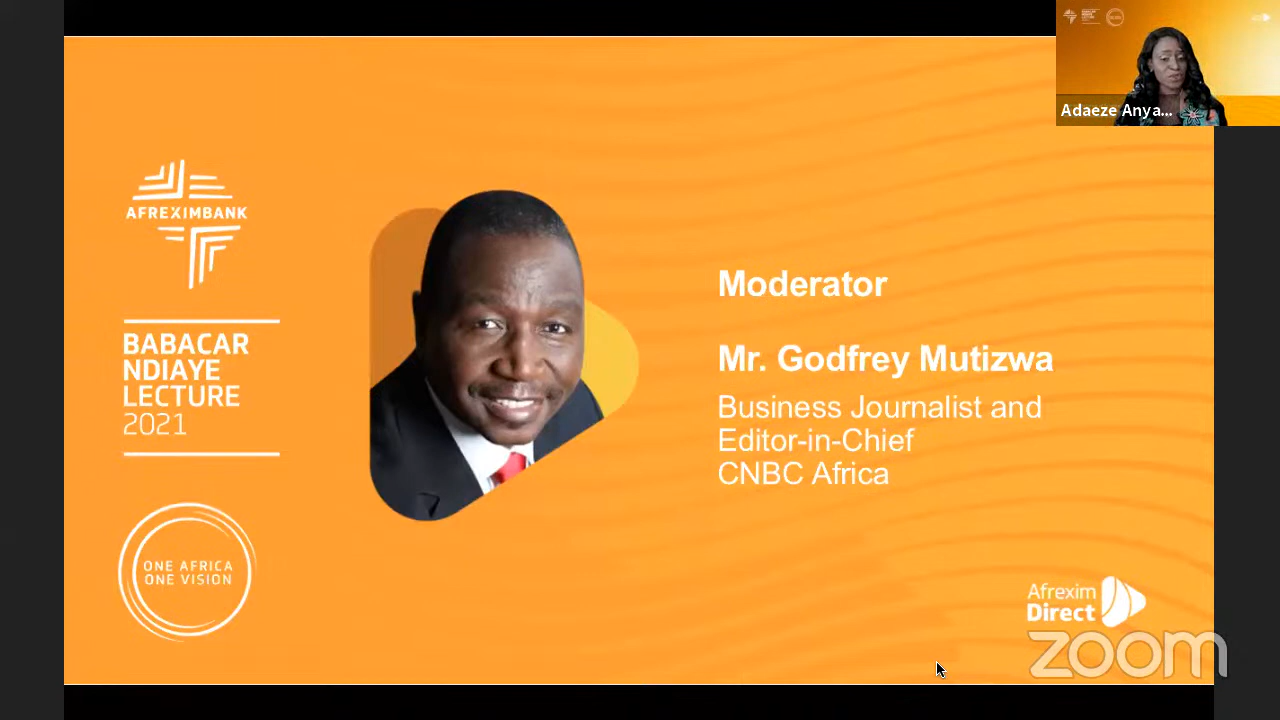 Adaeze Anya...
AFREXIMBANK
BABACAR
NDIAYE
LECTURE
2021
ONE AFRICA
ONE VISION
Moderator
Mr. Godfrey Mutizwa
Business Journalist and
Editor-in-Chief
CNBC Africa
Afrexim
Direct
zoom